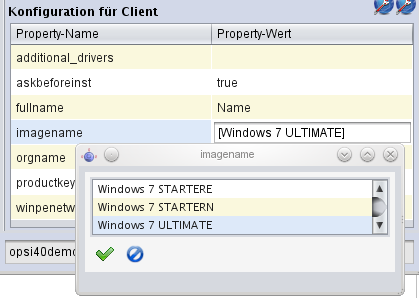 Konfiguration für Client
Property-Name Property-Wert
additional_drivers
askbeforeinst true
fullname Name
imagename [Windows 7 ULTIMATE]
orgname
imagename
productkey
Windows 7 STARTERE
Windows 7 STARTERN
winpenetw
Windows 7 ULTIMATE
opsi40demo